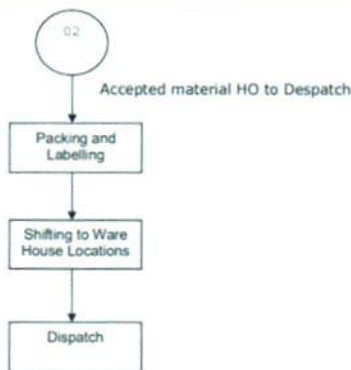 02
Accepted material HO to Despatch
Packing and
Labelling
Shifting to Ware
House Locations
Dispatch